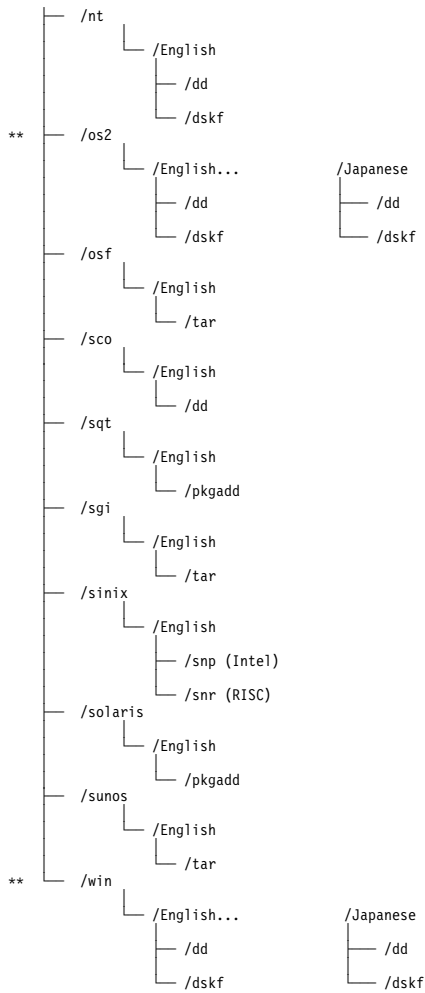 /nt
/English
/dd
/dskf
** /os2
/English... /Japanese
/dd /dd
/dskf /dskf
/osf
/English
/tar
/sco
/English
/dd
/sqt
/English
/pkgadd
/sgi
/English
/tar
/sinix
/English
/snp (Intel)
/snr (RISC)
/solaris
/English
/pkgadd
/sunos
/English
/tar
** /win
/English... /Japanese
/dd /dd
/dskf /dskf